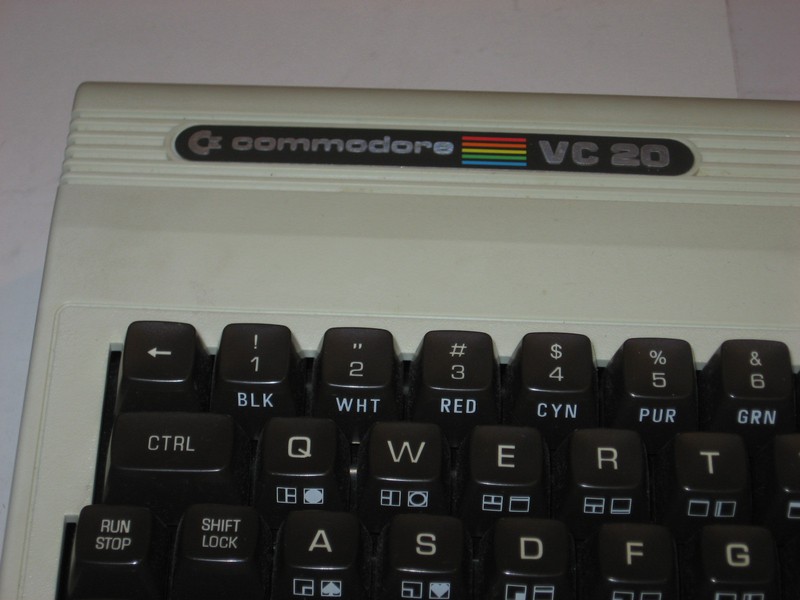 commodore VC 20
← ! 1 " 2 # 3 $ 4 % 5 & 6
BLK WHT RED CYN PUR GRN
CTRL Q W E R T
RUN STOP SHIFT LOCK A S D F G